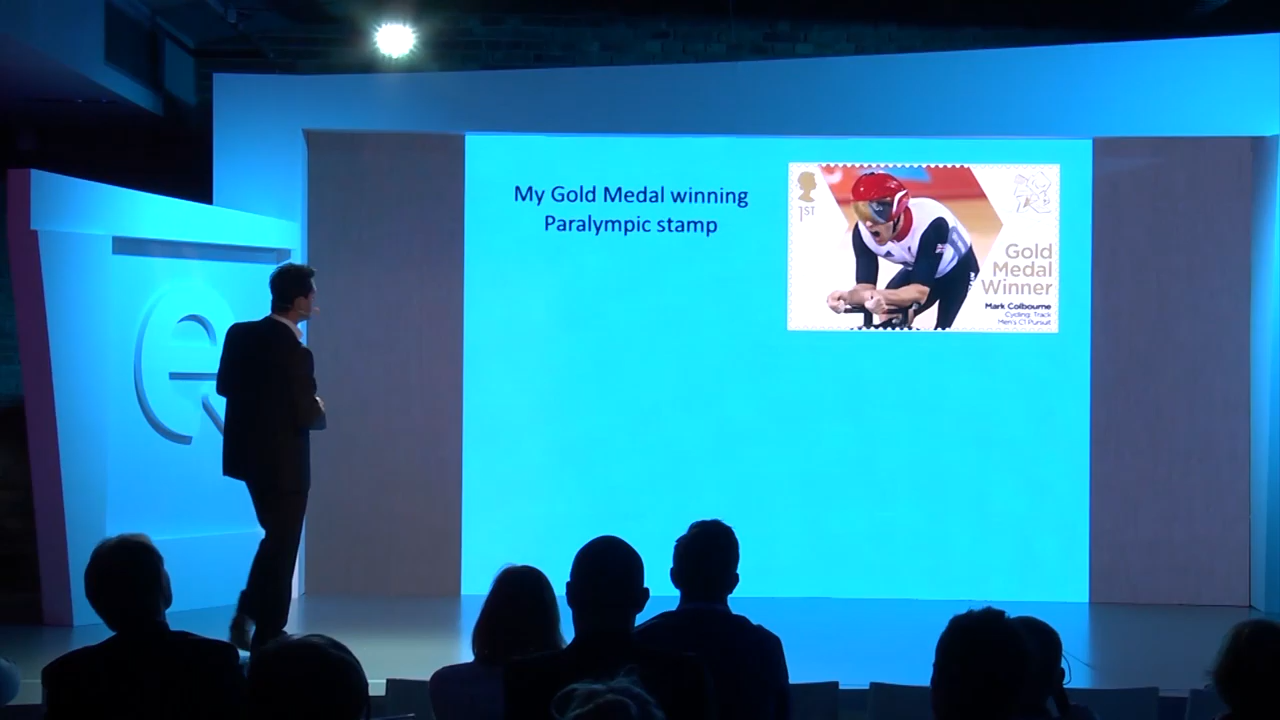 My Gold Medal winning
Paralympic stamp
1ST
Gold
Medal
Winner
Mark Colbourne
Cycling: Track
Men's C1 Pursuit